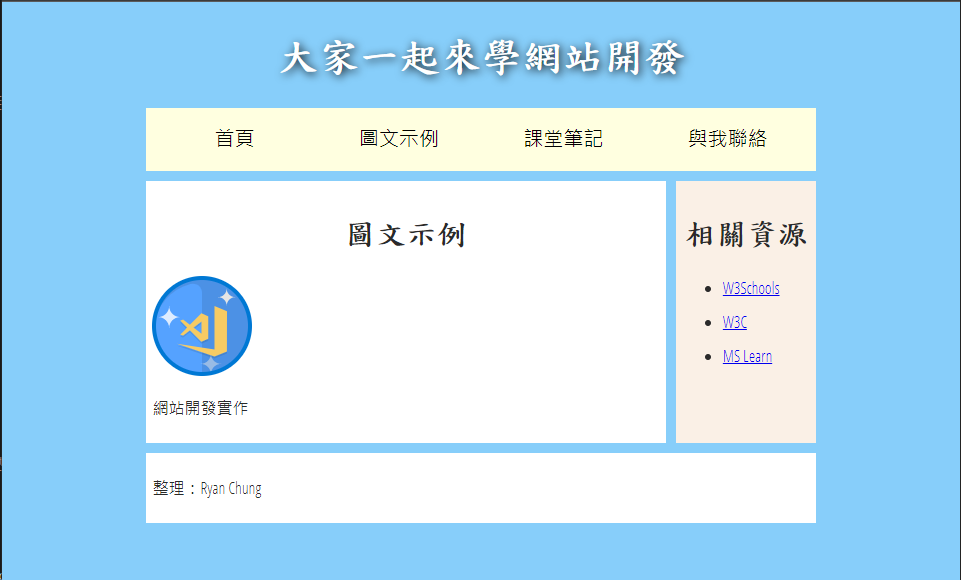 大家一起來學網站開發
首頁 圖文示例 課堂筆記 與我聯絡
圖文示例
網站開發實作
相關資源
W3Schools
W3C
MS Learn
整理：Ryan Chung